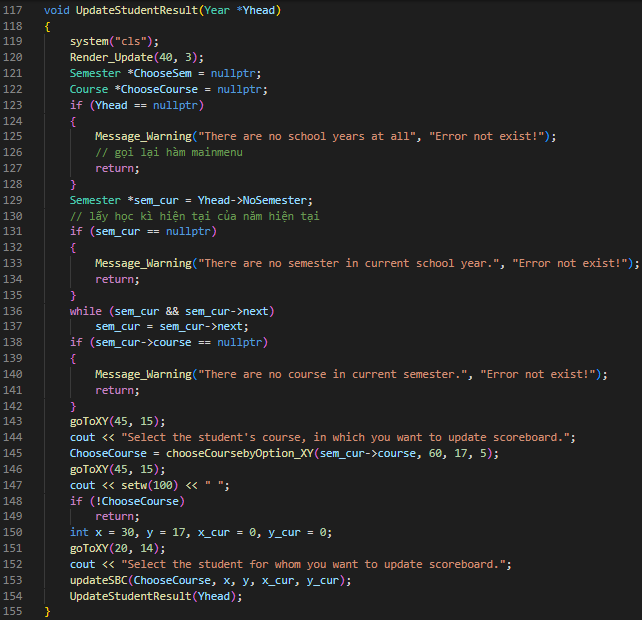 117 void UpdateStudentResult(Year *Yhead)
118 {
119     system("cls");
120     Render_Update(40, 3);
121     Semester *ChooseSem = nullptr;
122     Course *ChooseCourse = nullptr;
123     if (Yhead == nullptr)
124     {
125         Message_Warning("There are no school years at all", "Error not exist!");
126         // gọi lại hàm mainmenu
127         return;
128     }
129     Semester *sem_cur = Yhead->NoSemester;
130     // lấy học kì hiện tại của năm hiện tại
131     if (sem_cur == nullptr)
132     {
133         Message_Warning("There are no semester in current school year.", "Error not exist!");
134         return;
135     }
136     while (sem_cur && sem_cur->next)
137         sem_cur = sem_cur->next;
138     if (sem_cur->course == nullptr)
139     {
140         Message_Warning("There are no course in current semester.", "Error not exist!");
141         return;
142     }
143     goToXY(45, 15);
144     cout << "Select the student's course, in which you want to update scoreboard.";
145     ChooseCourse = chooseCoursebyOption_XY(sem_cur->course, 60, 17, 5);
146     goToXY(45, 15);
147     cout << setw(100) << " ";
148     if (!ChooseCourse)
149         return;
150     int x = 30, y = 17, x_cur = 0, y_cur = 0;
151     goToXY(20, 14);
152     cout << "Select the student for whom you want to update scoreboard.";
153     updateSBC(ChooseCourse, x, y, x_cur, y_cur);
154     UpdateStudentResult(Yhead);
155 }